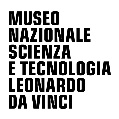 MUSEO
NAZIONALE
SCIENZA
E TECNOLOGIA
LEONARDO
DA VINCI